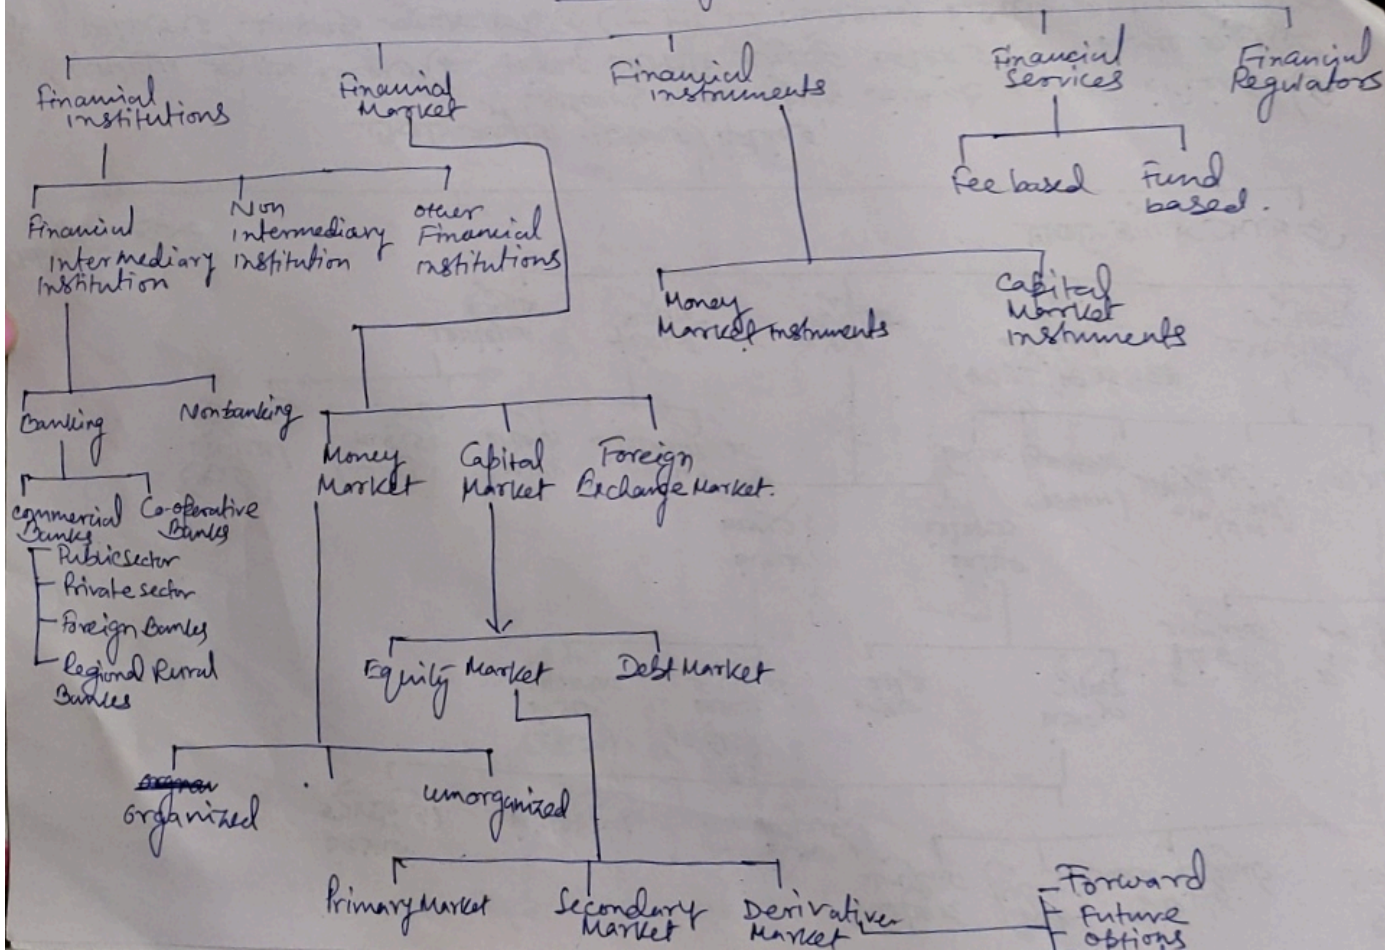 Financial
Institutions
Financial
Market
Financial
instruments
Financial
Services
Financial
Regulators
Fee based
Fund
based.
Financial
Intermediary
Institution
Non
intermediary
institution
other
Financial
institutions
Money
Market instruments
Capital
Market
instruments
Banking
Nonbanking
Money
Market
Capital
Market
Foreign
Exchange Market.
Commercial
Banks
Co-operative
Banks
Public sector
Private sector
Foreign Banks
Regional Rural
Banks
Equity Market
Debt Market
organized
unorganized
Primary Market
Secondary
Market
Derivative
Market
Forward
Future
options